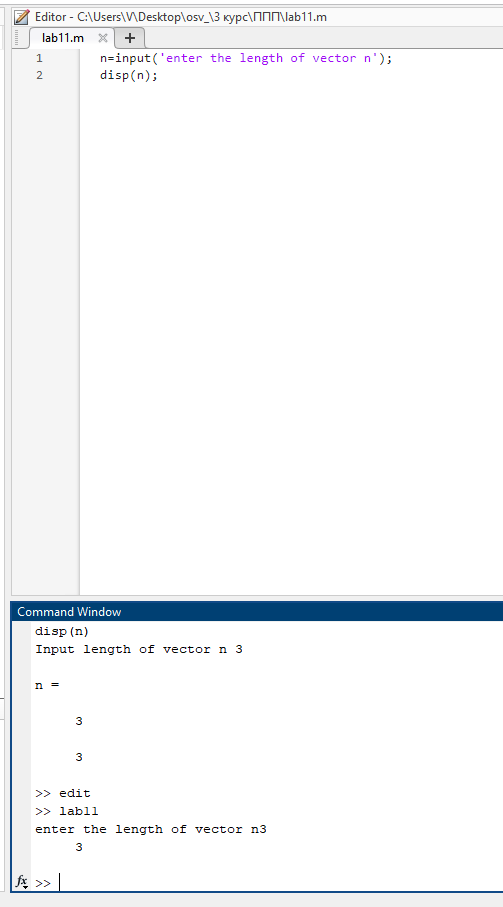 Editor - C:\Users\V\Desktop\osv_\3 курс\ППП\lab11.m
lab11.m
1 n=input('enter the length of vector n');
2 disp(n);
Command Window
disp(n)
Input length of vector n 3
n =
3
3
>> edit
>> lab11
enter the length of vector n3
3
fx >>